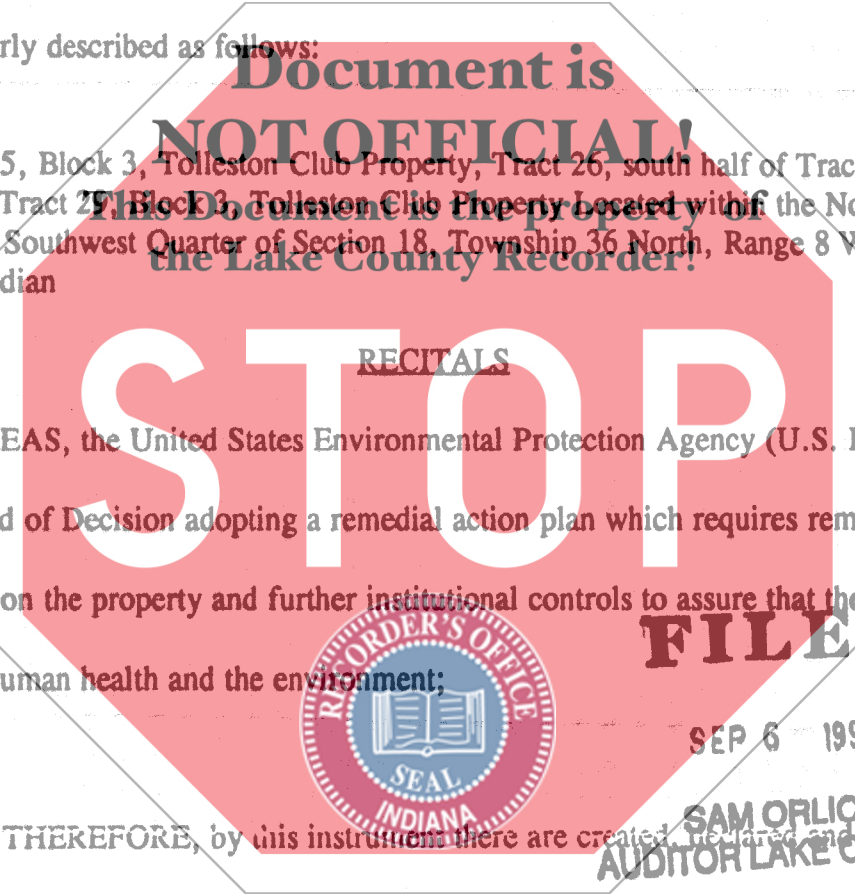 rly described as follows:
Document is
NOT OFFICIAL!
5, Block 3, Tolleston Club Property, Tract 26, south half of Trac
This Document is the property of
Tract 29, Block 3, Tolleston Club Property Located within the No
Southwest Quarter of Section 18, Township 36 North, Range 8 W
the Lake County Recorder!
dian
STOP
RECITALS
EAS, the United States Environmental Protection Agency (U.S.
d of Decision adopting a remedial action plan which requires rem
on the property and further institutional controls to assure that the
FILE
uman health and the environment;
RECORDER'S OFFICE
SEAL
INDIANA
SEP 6 199
SAM ORLIC
THEREFORE, by this instrument there are created, declared and
AUDITOR LAKE C